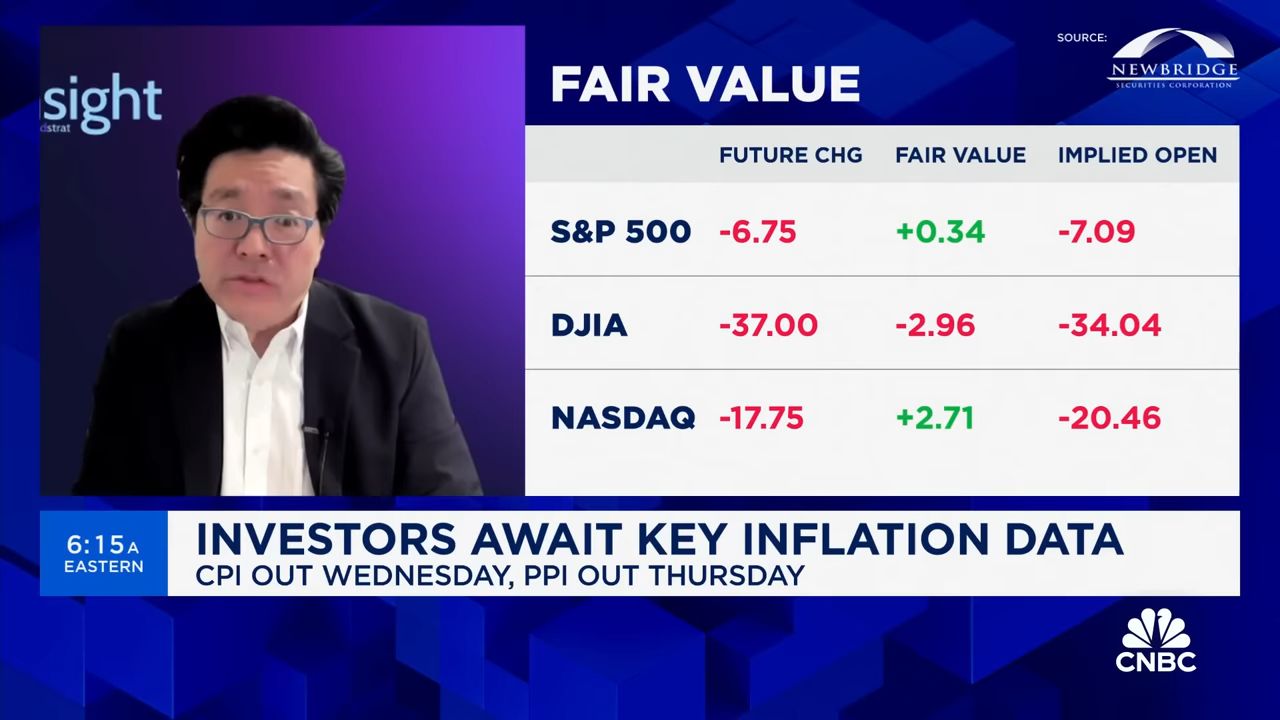 sight
dstrat
SOURCE:
NEWBRIDGE
SECURITIES CORPORATION
FAIR VALUE
FUTURE CHG FAIR VALUE IMPLIED OPEN
S&P 500 -6.75 +0.34 -7.09
DJIA -37.00 -2.96 -34.04
NASDAQ -17.75 +2.71 -20.46
6:15A
EASTERN
INVESTORS AWAIT KEY INFLATION DATA
CPI OUT WEDNESDAY, PPI OUT THURSDAY
CNBC